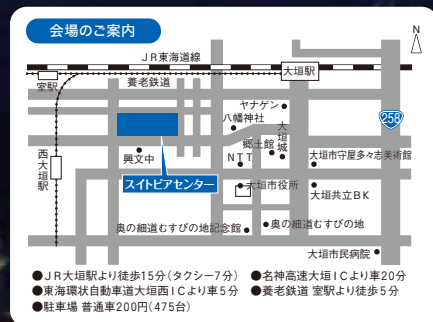 会場のご案内
N
JR東海道線
大垣駅
室駅
養老鉄道
ヤナゲン
八幡神社
258
郷土館
大垣城
西大垣駅
興文中
NTT
大垣市守屋多々志美術館
スイトピアセンター
大垣市役所
大垣共立BK
奥の細道むすびの地記念館
奥の細道むすびの地
大垣市民病院
●JR大垣駅より徒歩15分(タクシー7分)
●名神高速大垣ICより車20分
●東海環状自動車道大垣西ICより車5分
●養老鉄道 室駅より徒歩5分
●駐車場 普通車200円(475台)